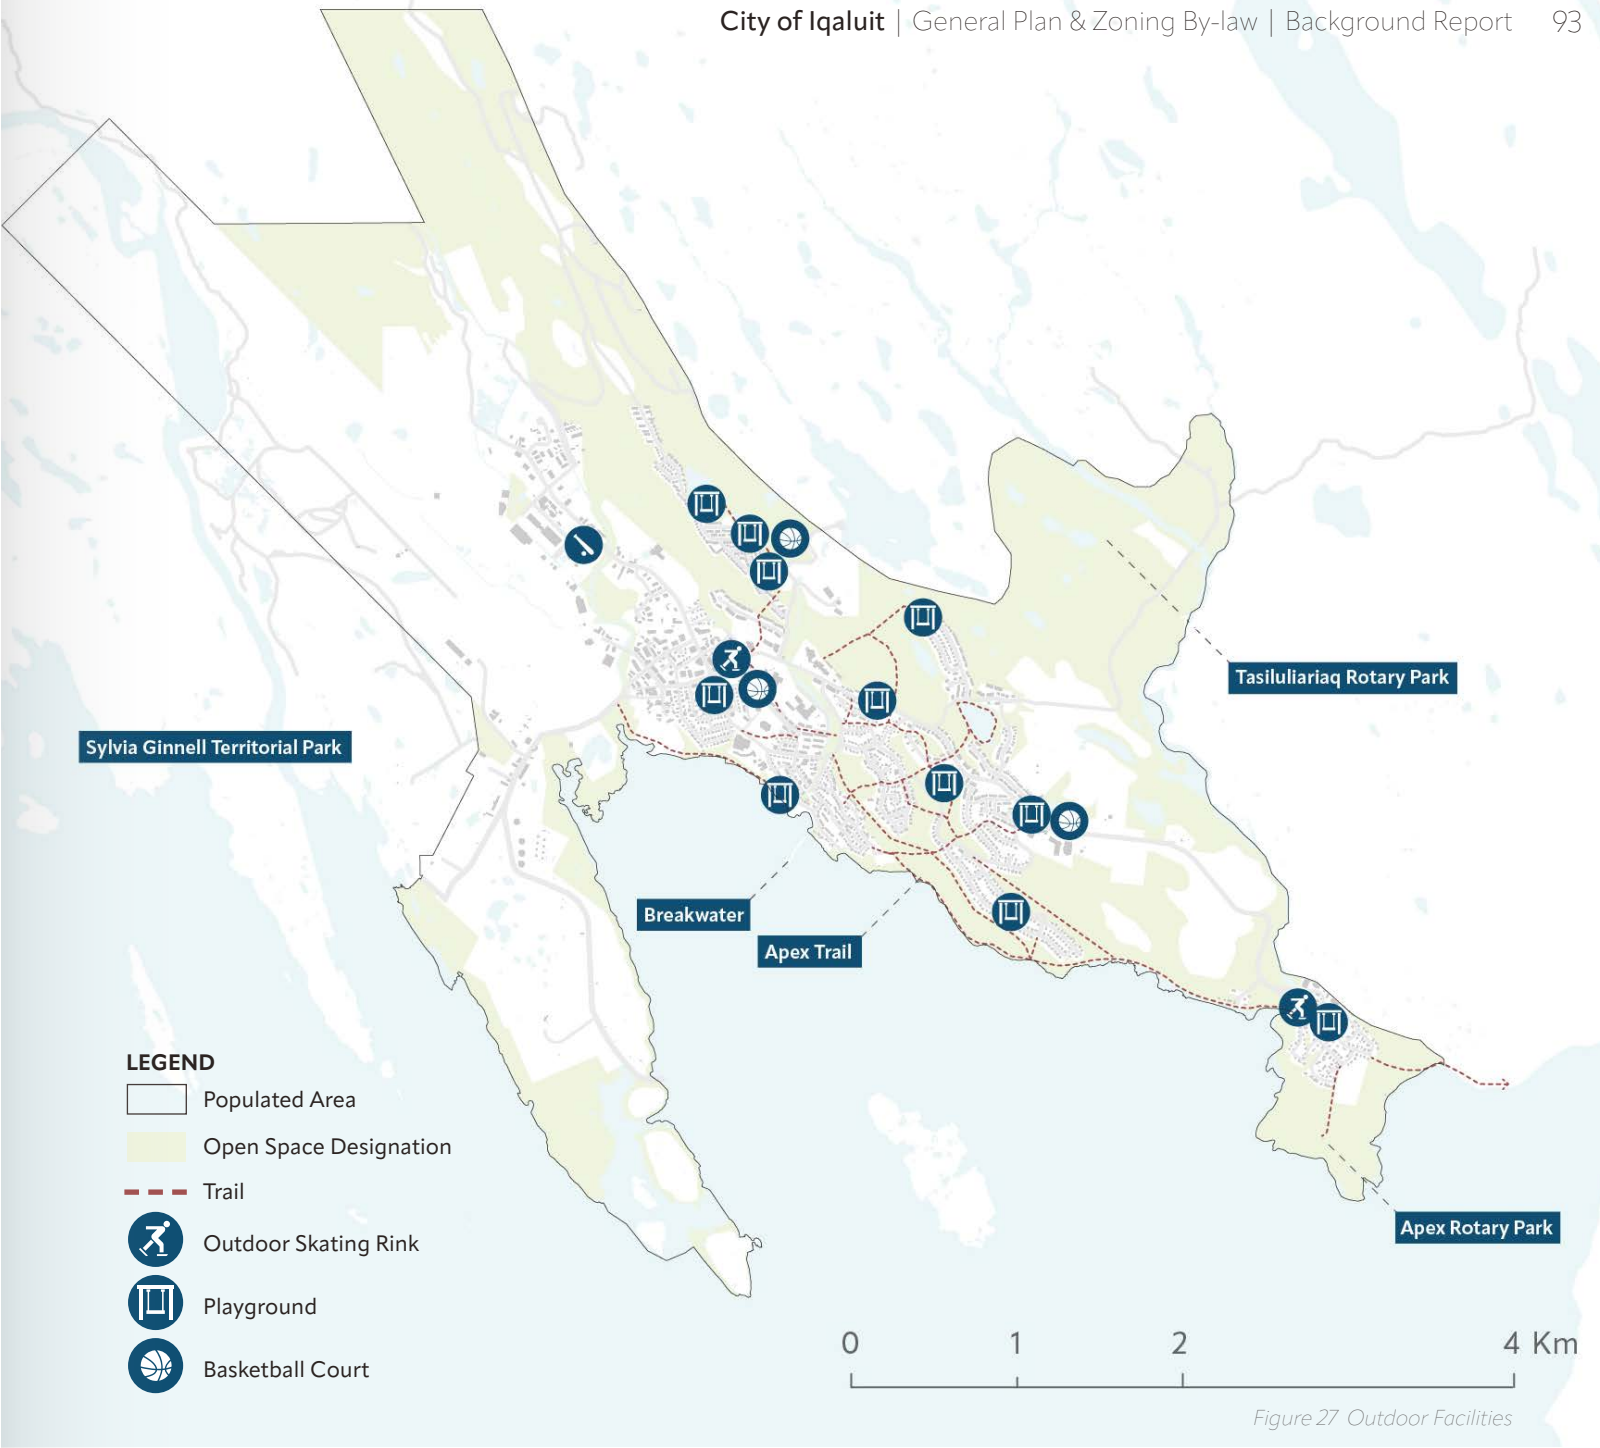 City of Iqaluit | General Plan & Zoning By-law | Background Report 93
Tasiluliariaq Rotary Park
Sylvia Ginnell Territorial Park
Breakwater
Apex Trail
LEGEND
Populated Area
Open Space Designation
Trail
Outdoor Skating Rink
Playground
Basketball Court
Apex Rotary Park
0 1 2 4 Km
Figure 27 Outdoor Facilities